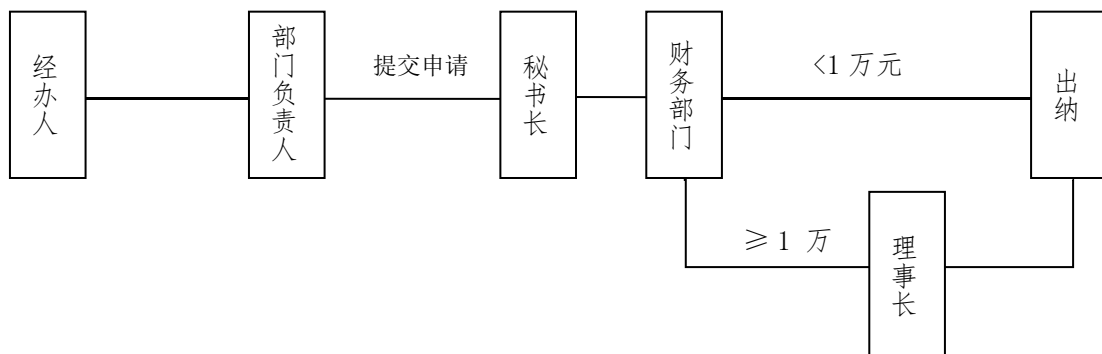 经办人
部门负责人
提交申请
秘书长
财务部门
<1 万元
出纳
≥1 万
理事长